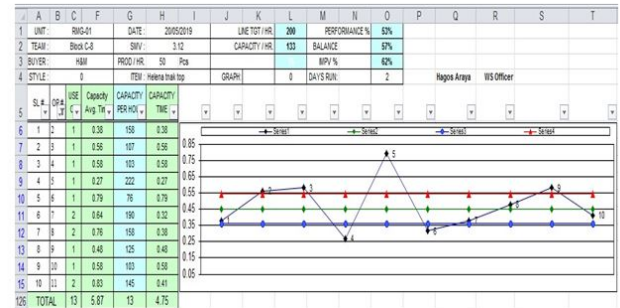 A B C F G H I J K L M N O P Q R S T
1 UNIT : RMG-01 DATE : 20/05/2019 LINE TGT / HR. 200 PERFORMANCE % 53%
2 TEAM : Block C-8 SMV : 3.12 CAPACITY / HR. 133 BALANCE 57%
3 BUYER : H&M PROD / HR. 50 Pcs MPV % 62%
4 STYLE : 0 ITEM : Helena tnak top GRAPH: 0 DAYS RUN: 2 Hagos Araya WS Officer
5 SL.#. OP.#. USE Capacity Avg. Tim CAPACITY PER HOU CAPACITY TIME
Series1 Series2 Series3 Series4
6 1 2 1 0.38 158 0.38
7 2 3 1 0.56 107 0.56
8 3 4 1 0.58 103 0.58
9 4 5 1 0.27 222 0.27
10 5 6 1 0.79 76 0.79
11 6 7 2 0.64 190 0.32
12 7 8 2 0.76 158 0.38
13 8 9 1 0.48 125 0.48
14 9 10 1 0.58 103 0.58
15 10 11 2 0.83 145 0.41
126 TOTAL 13 5.87 13 4.75
0.85
0.75
0.65
0.55
0.45
0.35
0.25
0.15
0.05
1 2 3 4 5 6 7 8 9 10